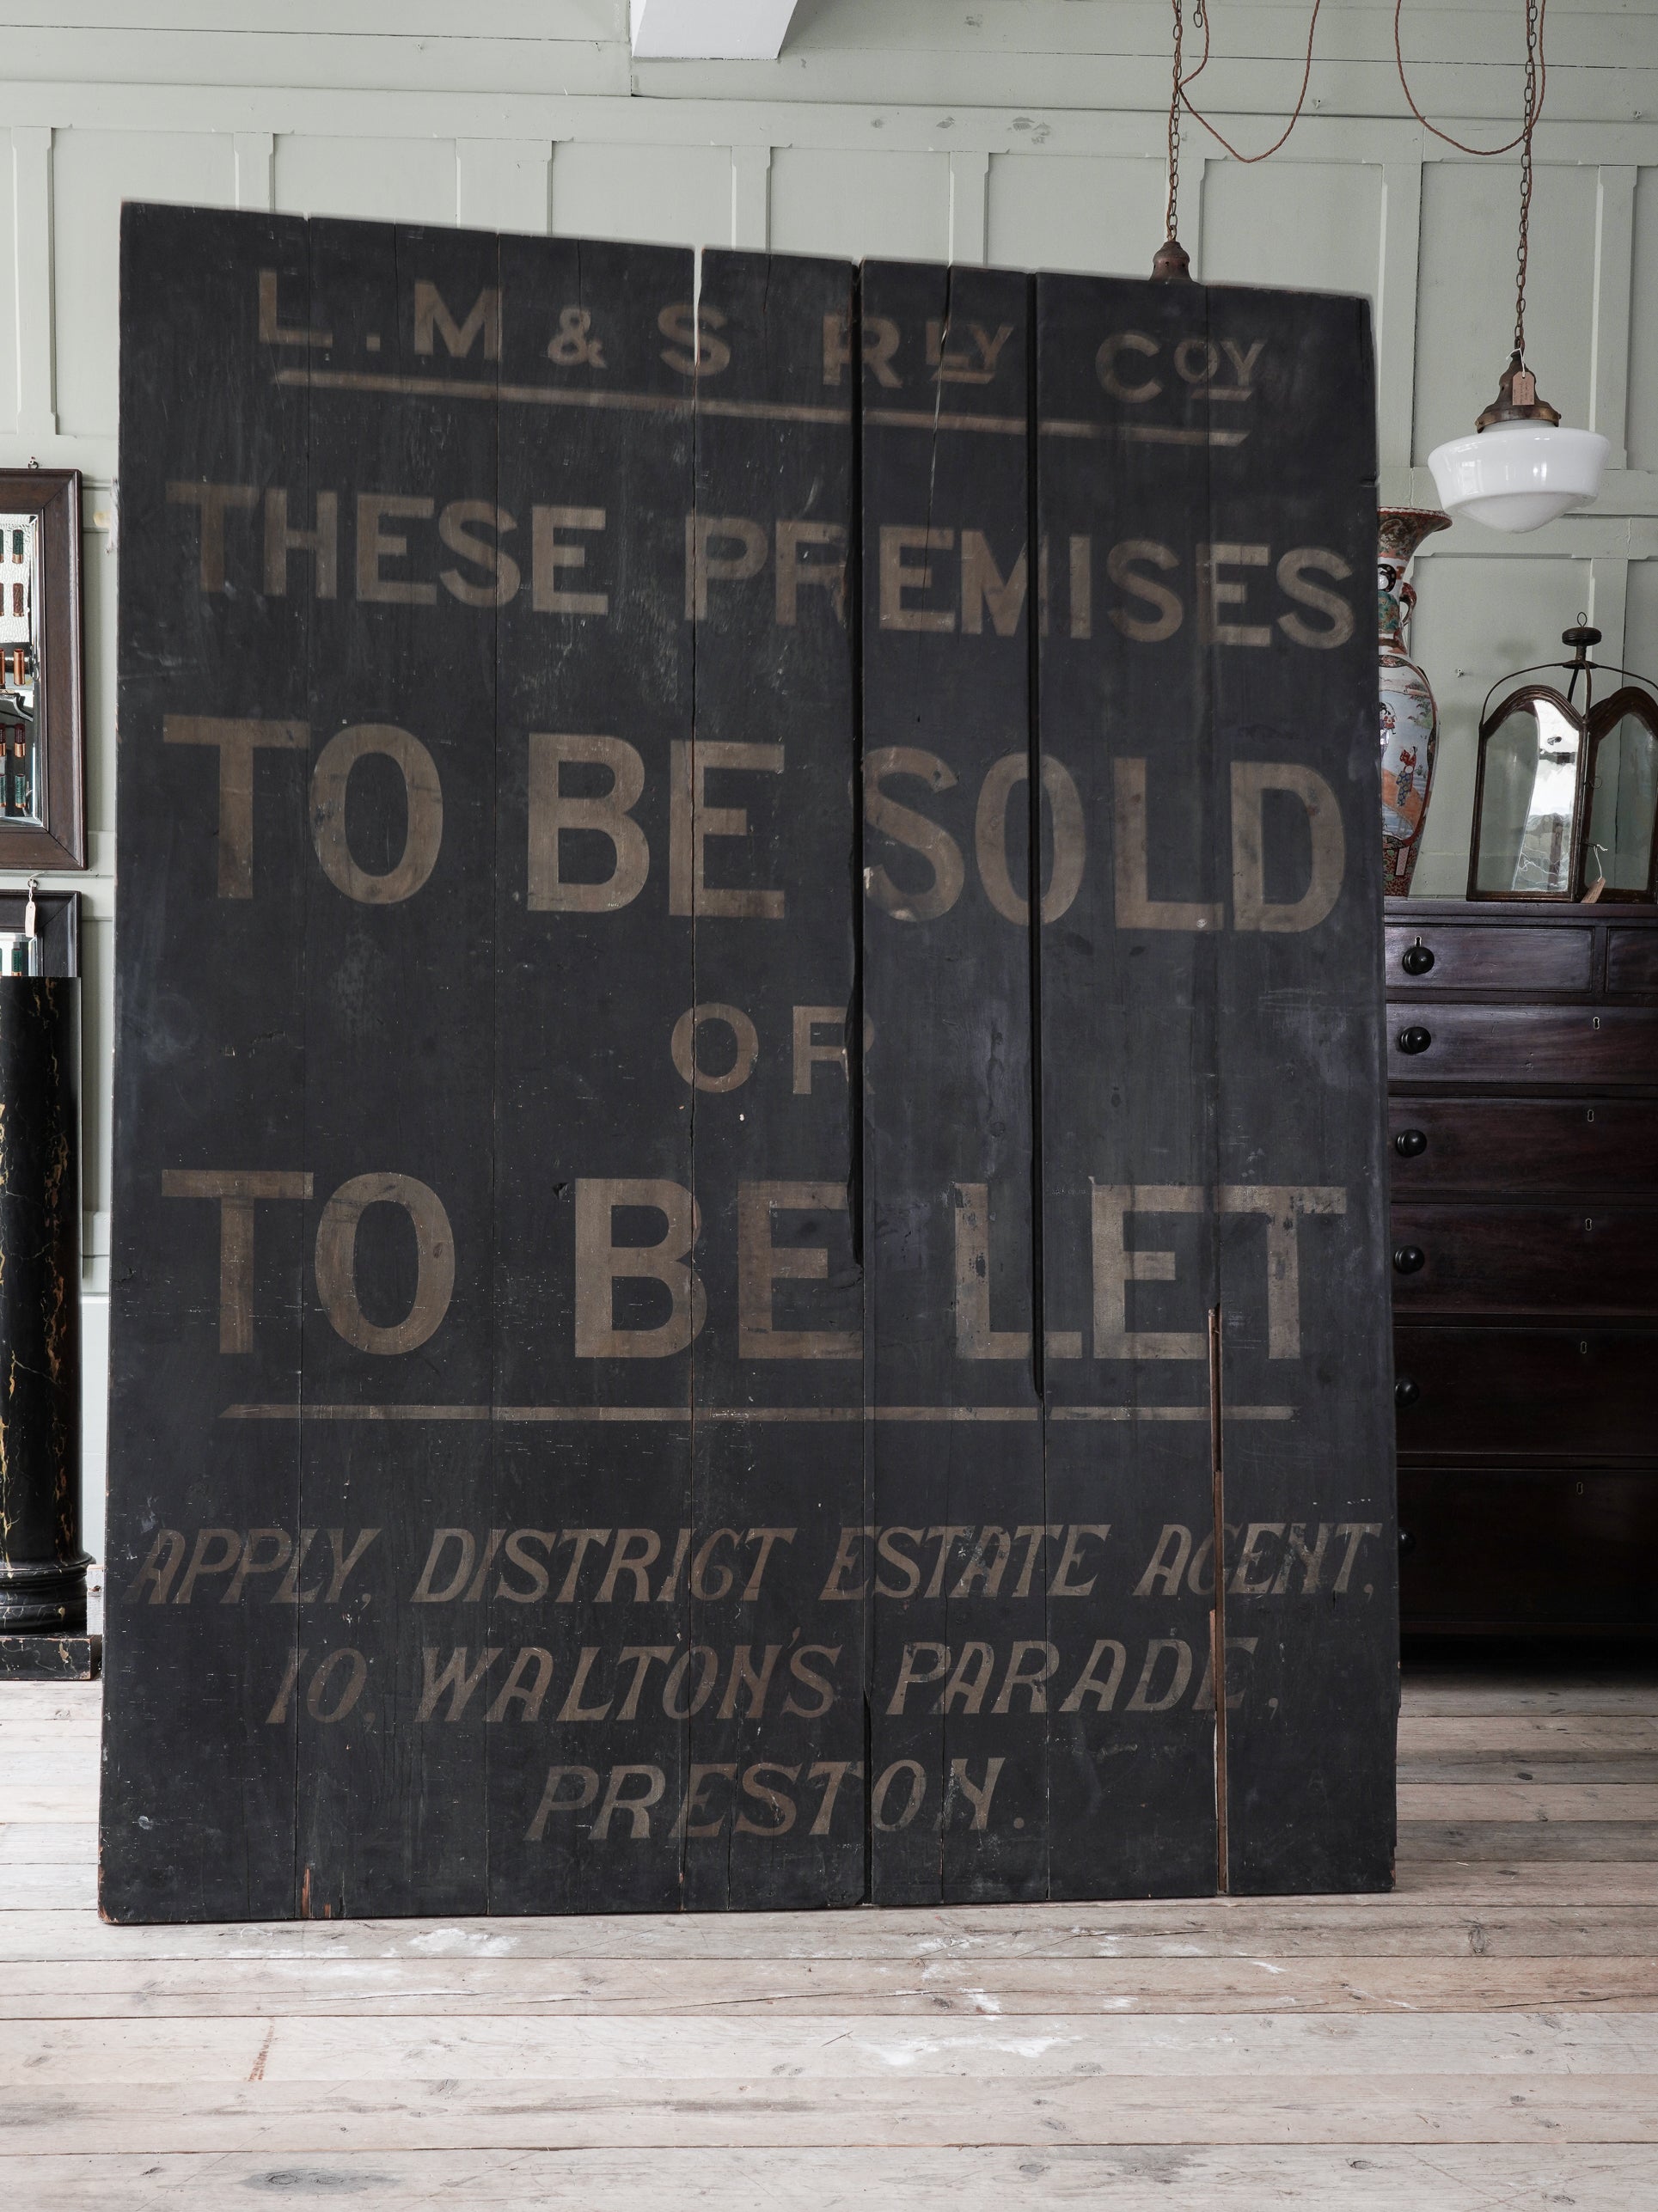 L. M & S RLY COY
THESE PREMISES
TO BE SOLD
OR
TO BE LET
APPLY, DISTRICT ESTATE AGENT,
10, WALTON'S PARADE,
PRESTON.